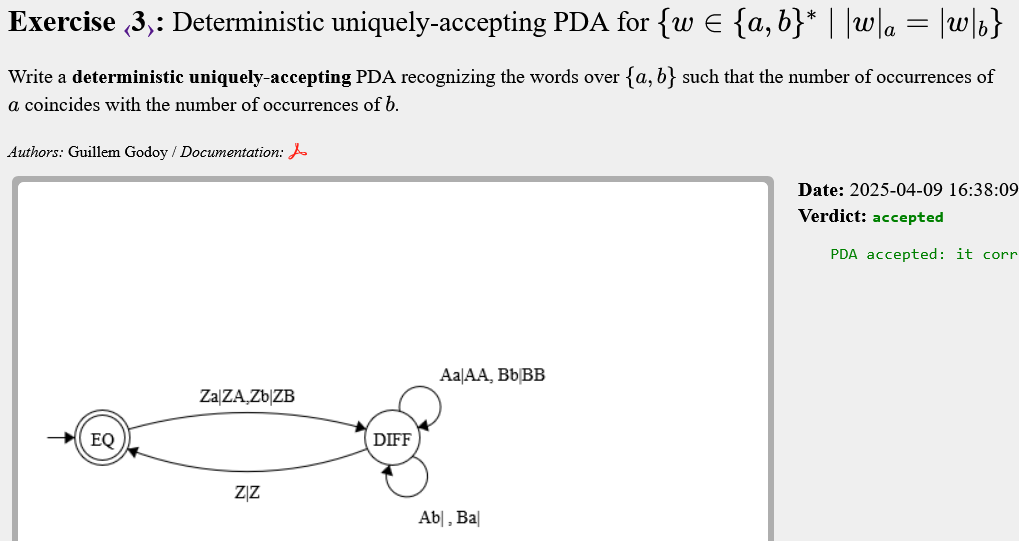 Exercise ‹3›: Deterministic uniquely-accepting PDA for {w ∈ {a, b}* | |w|ₐ = |w|_b}
Write a deterministic uniquely-accepting PDA recognizing the words over {a, b} such that the number of occurrences of
a coincides with the number of occurrences of b.
Authors: Guillem Godoy / Documentation:
Date: 2025-04-09 16:38:09
Verdict: accepted
PDA accepted: it corr
Aa|AA, Bb|BB
Za|ZA,Zb|ZB
EQ
DIFF
Z|Z
Ab| , Ba|